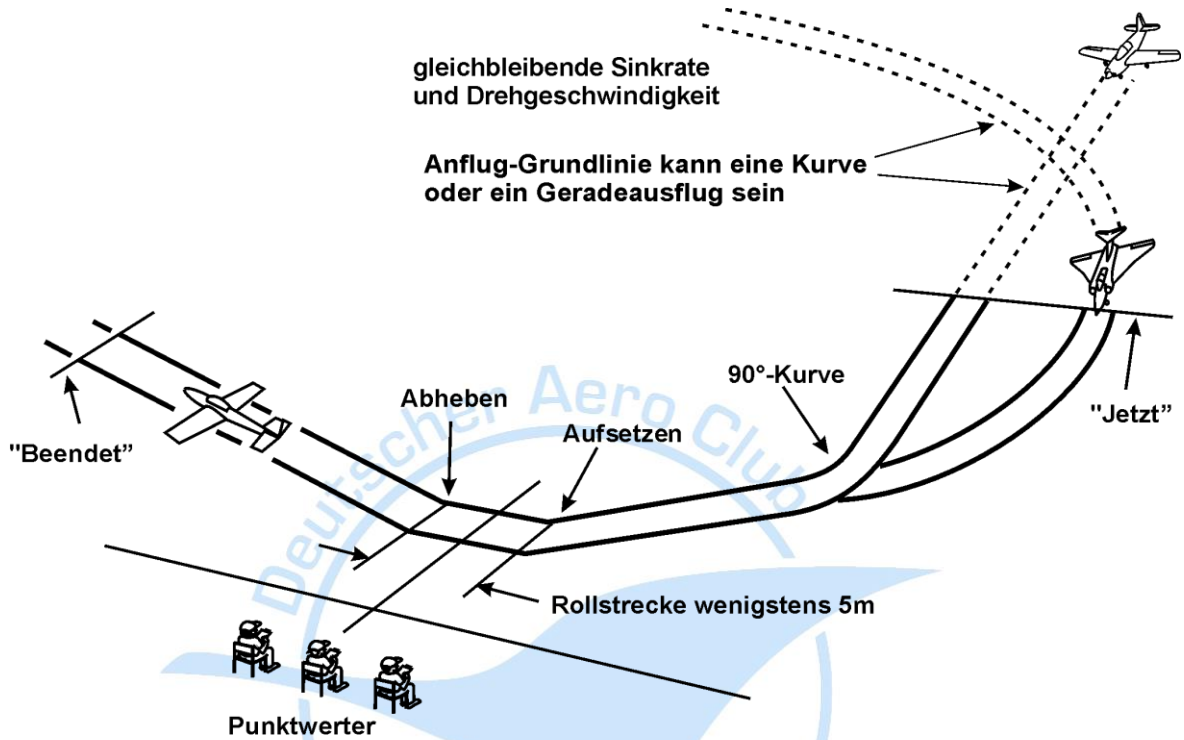 gleichbleibende Sinkrate
und Drehgeschwindigkeit
Anflug-Grundlinie kann eine Kurve
oder ein Geradeausflug sein
90°-Kurve
"Jetzt”
Abheben
Aufsetzen
"Beendet”
Rollstrecke wenigstens 5m
Punktwerter
Deutscher Aero Club